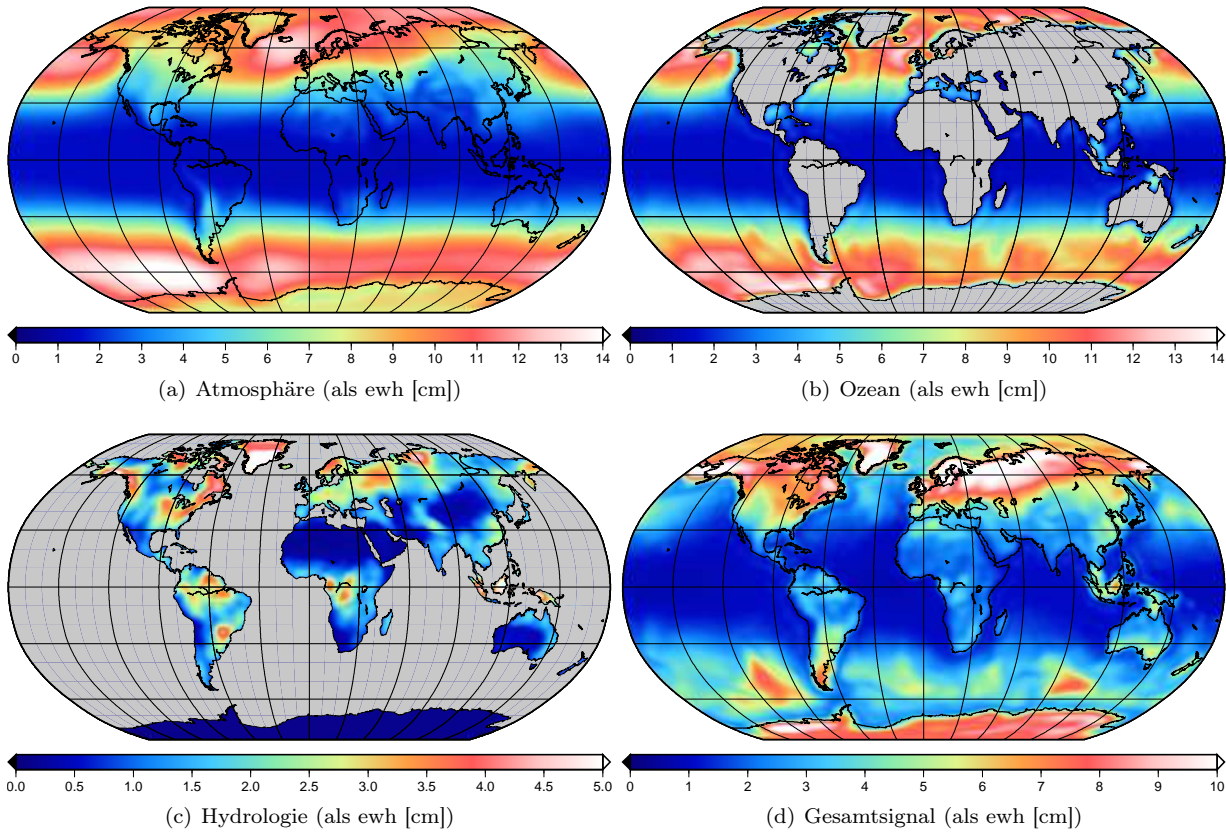 0 1 2 3 4 5 6 7 8 9 10 11 12 13 14
(a) Atmosphäre (als ewh [cm])
0 1 2 3 4 5 6 7 8 9 10 11 12 13 14
(b) Ozean (als ewh [cm])
0.0 0.5 1.0 1.5 2.0 2.5 3.0 3.5 4.0 4.5 5.0
(c) Hydrologie (als ewh [cm])
0 1 2 3 4 5 6 7 8 9 10
(d) Gesamtsignal (als ewh [cm])